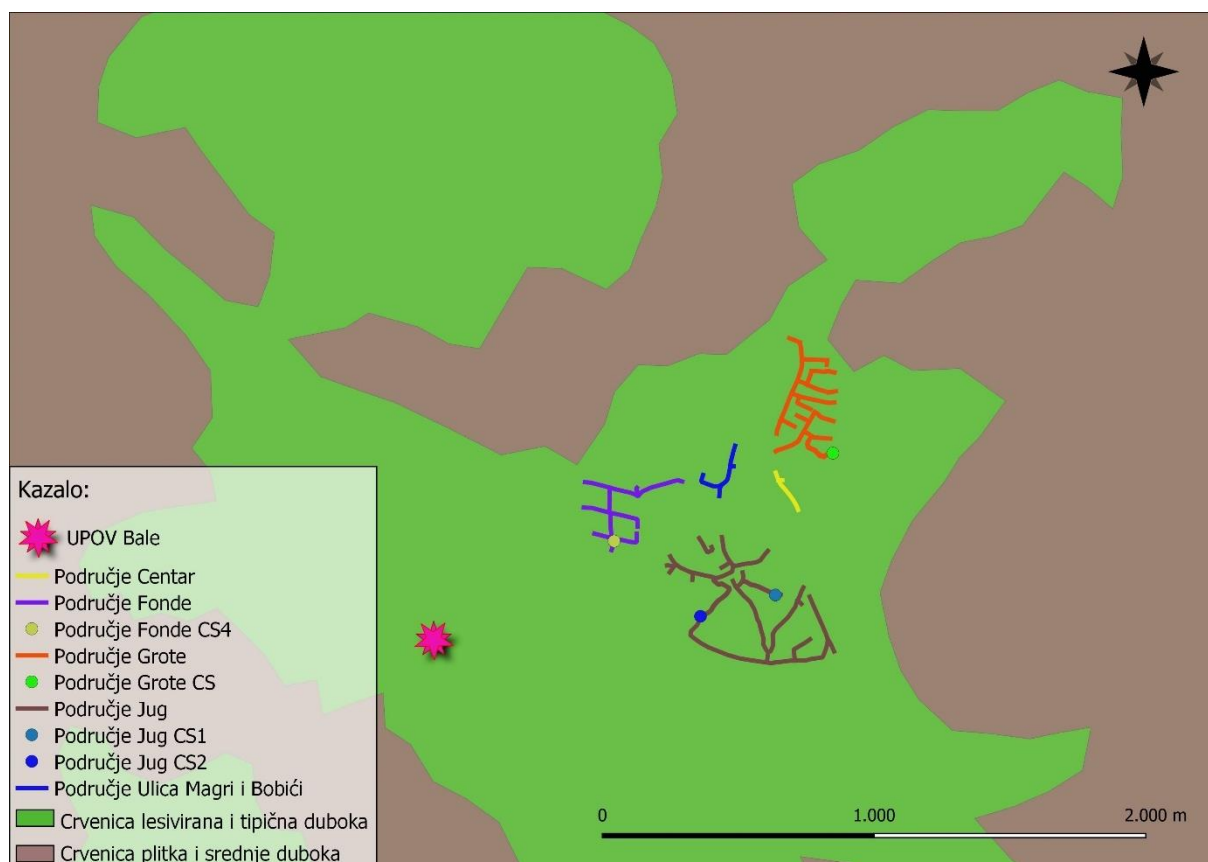 Kazalo:
UPOV Bale
Područje Centar
Područje Fonde
Područje Fonde CS4
Područje Grote
Područje Grote CS
Područje Jug
Područje Jug CS1
Područje Jug CS2
Područje Ulica Magri i Bobići
Crvenica lesivirana i tipična duboka
Crvenica plitka i srednje duboka
0 1.000 2.000 m